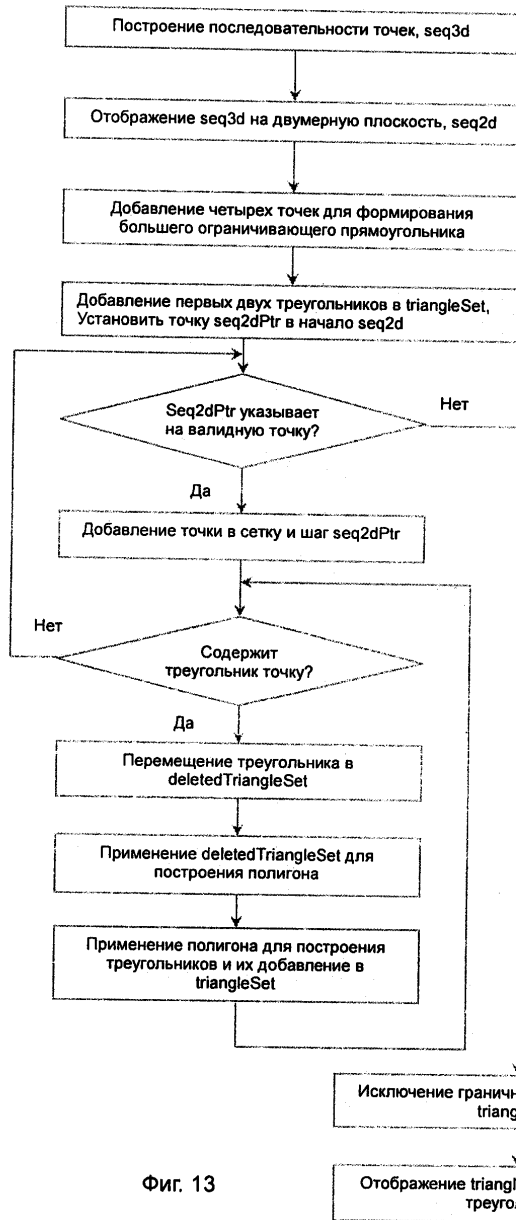 Построение последовательности точек, seq3d
Отображение seq3d на двумерную плоскость, seq2d
Добавление четырех точек для формирования
большего ограничивающего прямоугольника
Добавление первых двух треугольников в triangleSet,
Установить точку seq2dPtr в начало seq2d
Seq2dPtr указывает
на валидную точку?
Нет
Да
Добавление точки в сетку и шаг seq2dPtr
Нет
Содержит
треугольник точку?
Да
Перемещение треугольника в
deletedTriangleSet
Применение deletedTriangleSet для
построения полигона
Применение полигона для построения
треугольников и их добавление в
triangleSet
Исключение
Отображение
Фиг. 13